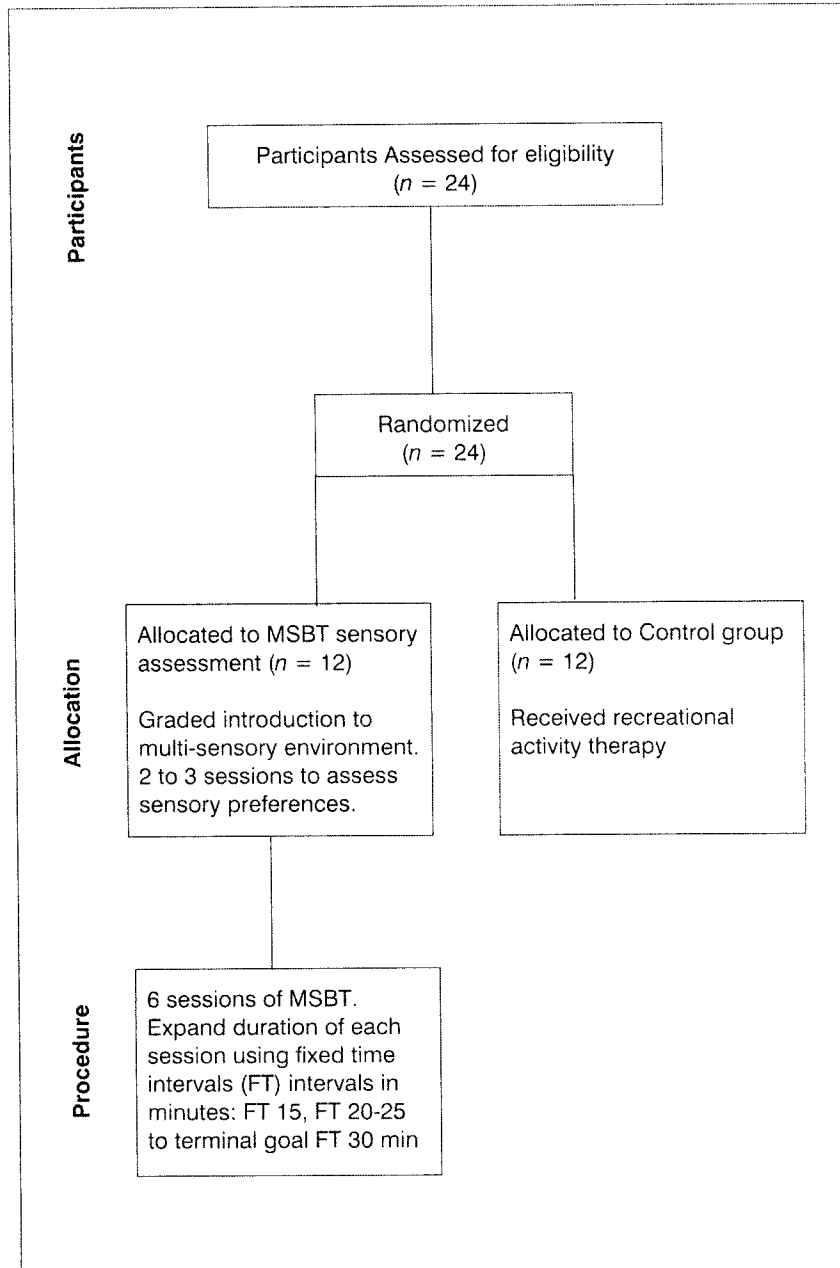 Participants
Participants Assessed for eligibility
(n = 24)
Randomized
(n = 24)
Allocation
Allocated to MSBT sensory
assessment (n = 12)
Graded introduction to
multi-sensory environment.
2 to 3 sessions to assess
sensory preferences.
Allocated to Control group
(n = 12)
Received recreational
activity therapy
Procedure
6 sessions of MSBT.
Expand duration of each
session using fixed time
intervals (FT) intervals in
minutes: FT 15, FT 20-25
to terminal goal FT 30 min